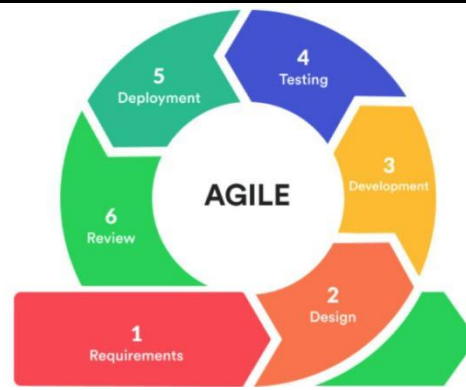 AGILE
1
Requirements
2
Design
3
Development
4
Testing
5
Deployment
6
Review